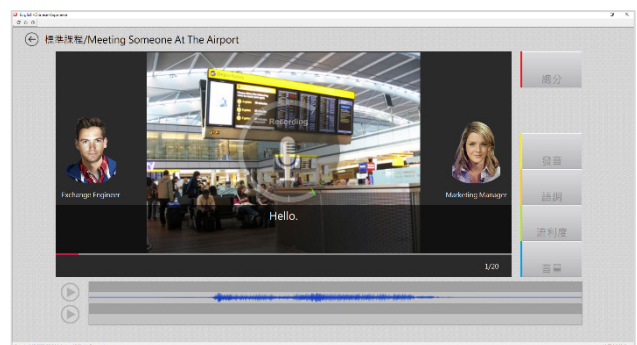 標準課程/Meeting Someone At The Airport
總分
Recording
發音
Exchange Engineer
Marketing Manager
語調
Hello.
流利度
1/20
音量